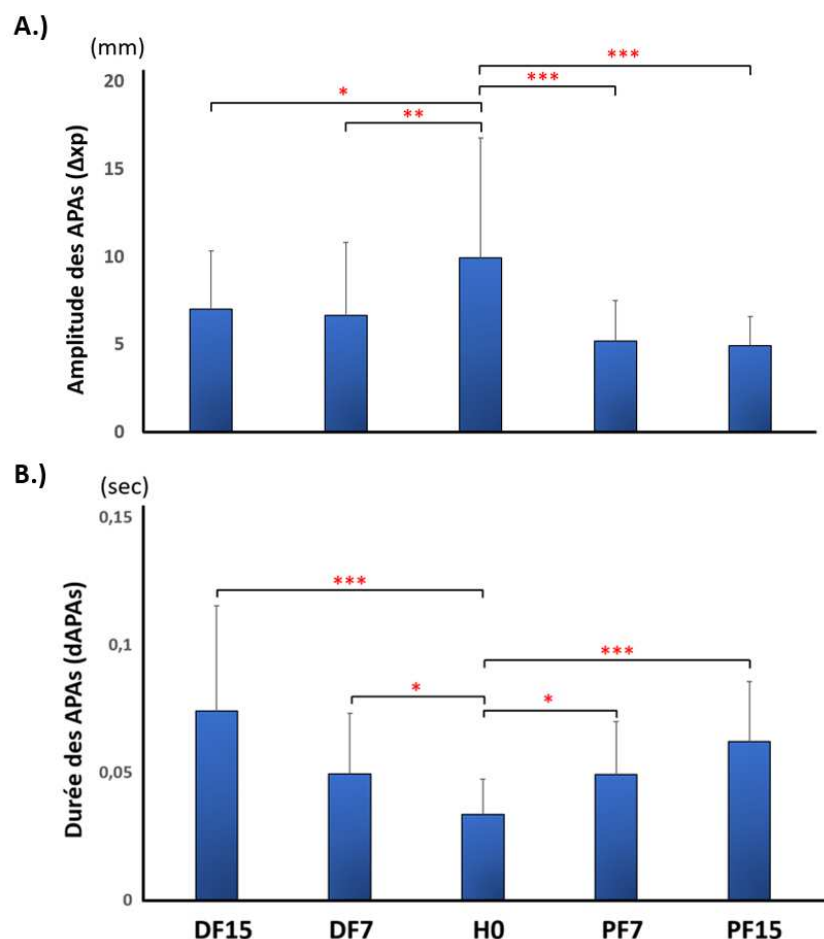 A.)
(mm)
Amplitude des APAs (Δxp)
20
15
10
5
0
*
**
***
***
B.)
(sec)
Durée des APAs (dAPAs)
0,15
0,1
0,05
0
***
*
*
***
DF15 DF7 H0 PF7 PF15